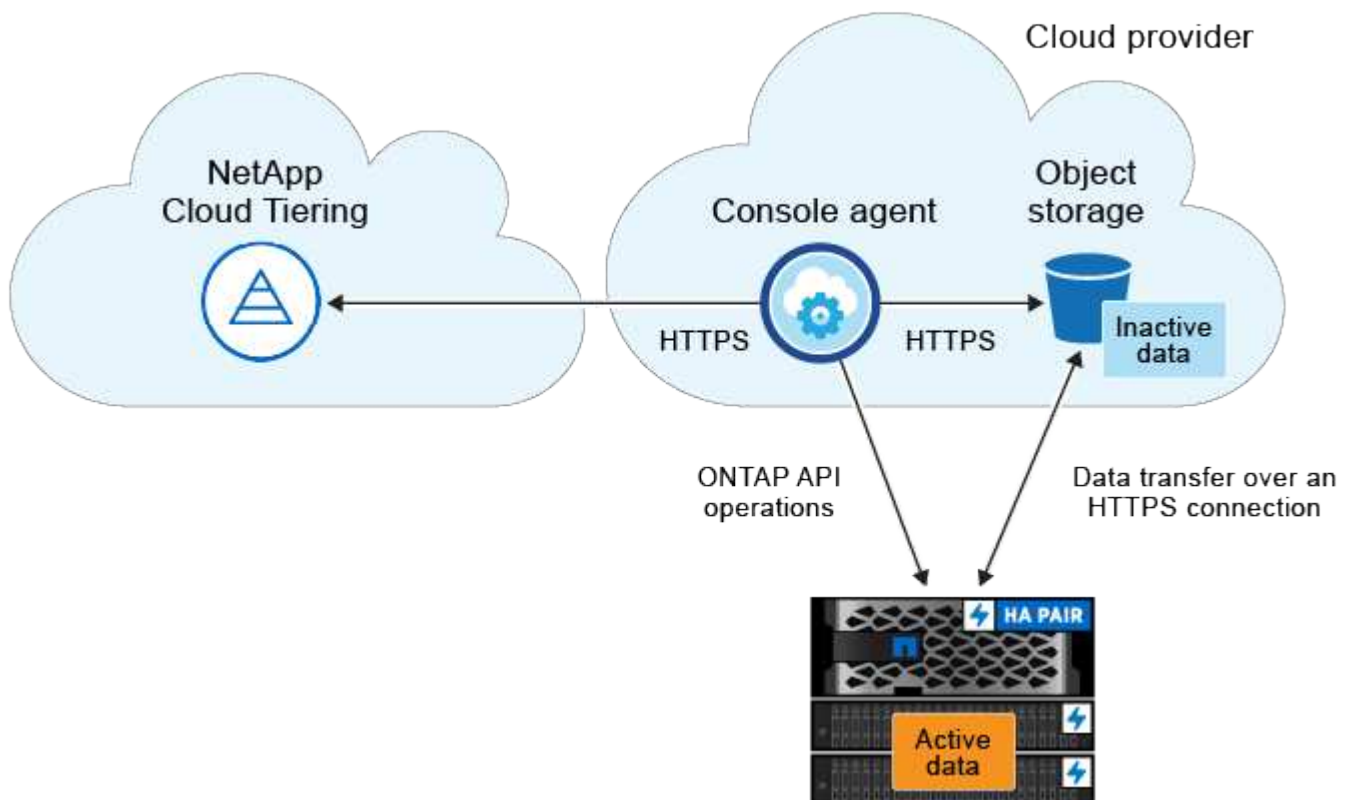 Cloud provider
NetApp
Cloud Tiering
Console agent
Object
storage
HTTPS
HTTPS
Inactive
data
ONTAP API
operations
Data transfer over an
HTTPS connection
HA PAIR
Active
data